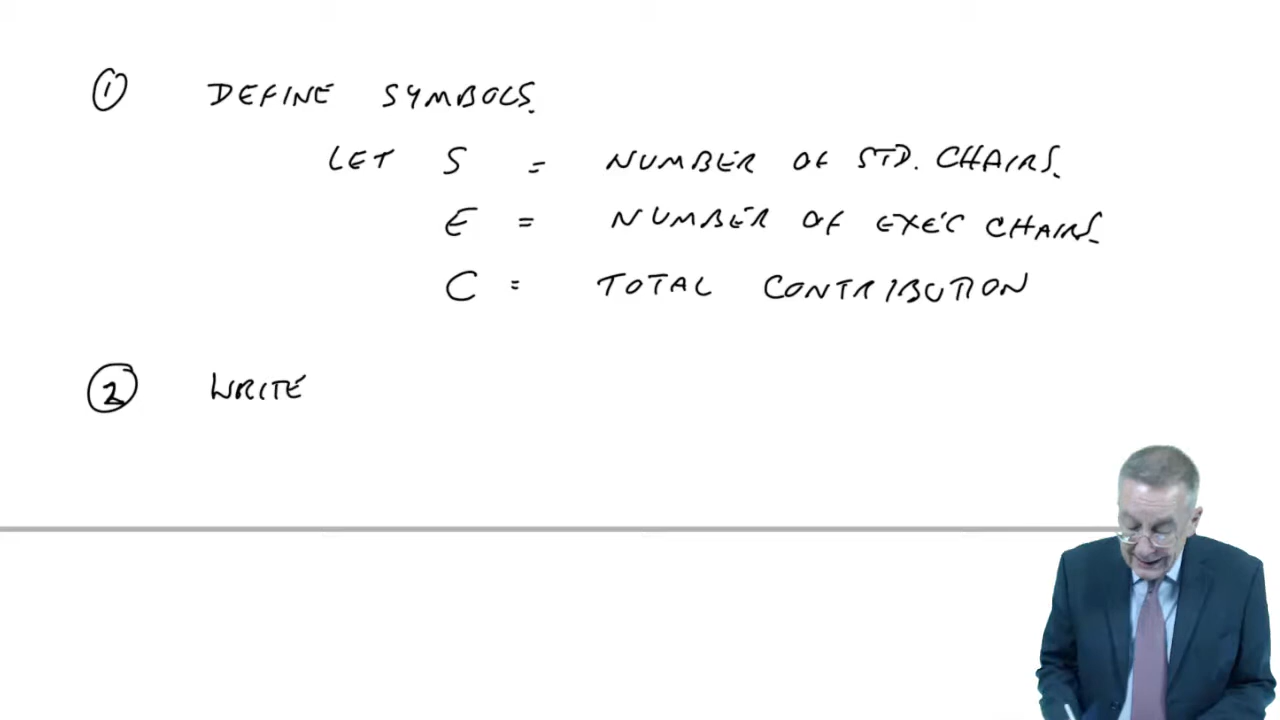 ① DEFINE SYMBOLS.
LET S = NUMBER OF STD. CHAIRS.
E = NUMBER OF EXEC CHAIRS.
C = TOTAL CONTRIBUTION
② WRITE